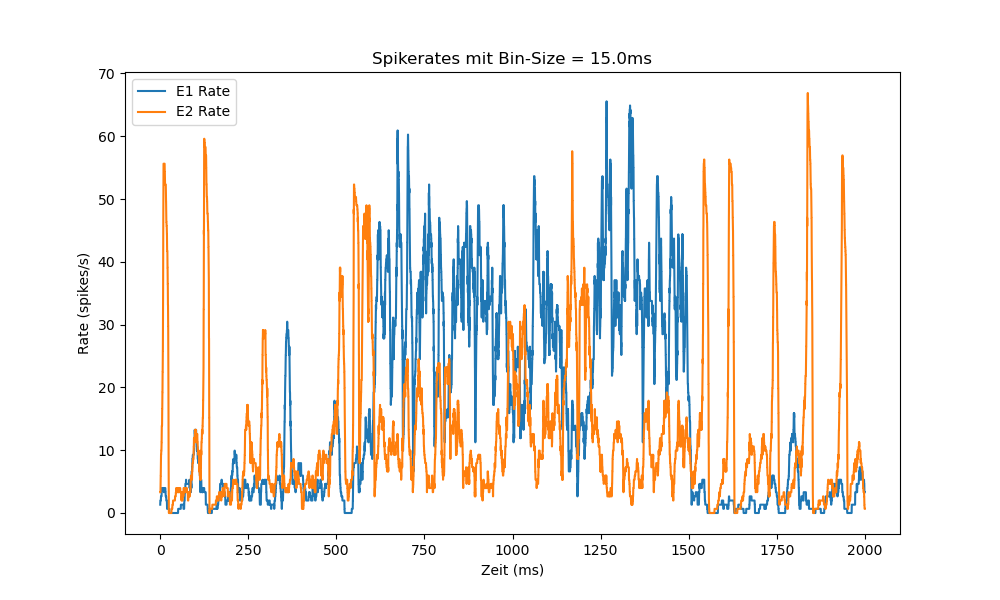 Spikerates mit Bin-Size = 15.0ms
E1 Rate
E2 Rate
70
60
50
40
30
20
10
0
Rate (spikes/s)
0 250 500 750 1000 1250 1500 1750 2000
Zeit (ms)